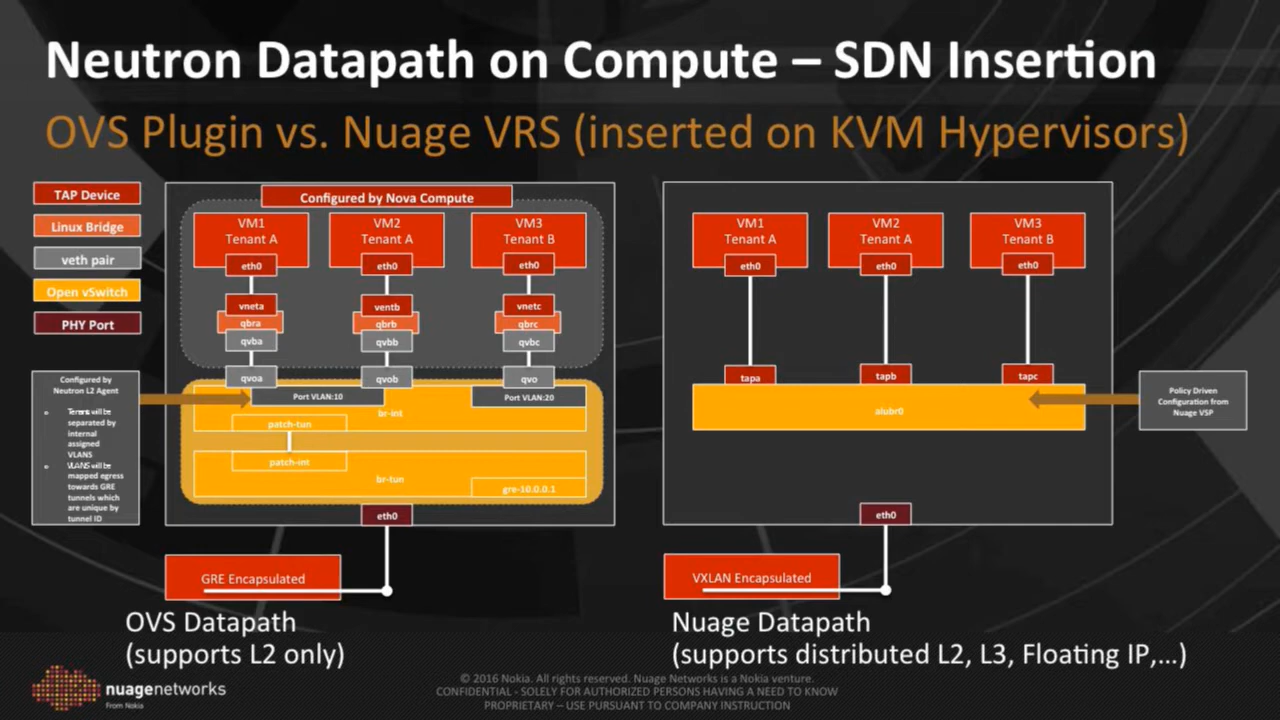 Neutron Datapath on Compute – SDN Insertion
OVS Plugin vs. Nuage VRS (inserted on KVM Hypervisors)
TAP Device
Linux Bridge
veth pair
Open vSwitch
PHY Port
Configured by
Neutron L2 Agent
Tenant will be
separated by
internal
assigned
VLANS
VLANS will be
mapped egress
towards GRE
tunnels which
are unique by
tunnel ID
Configured by Nova Compute
VM1
Tenant A
VM2
Tenant A
VM3
Tenant B
eth0
eth0
eth0
vneta
ventb
vnetc
qbra
qbrb
qbrc
qvba
qvbb
qvbc
qvoa
qvob
qvo
Port VLAN:10
Port VLAN:20
br-int
patch-tun
patch-int
br-tun
gre-10.0.0.1
eth0
GRE Encapsulated
OVS Datapath
(supports L2 only)
VM1
Tenant A
VM2
Tenant A
VM3
Tenant B
eth0
eth0
eth0
tapa
tapb
tapc
alubr0
Policy Driven
Configuration from
Nuage VSP
eth0
VXLAN Encapsulated
Nuage Datapath
(supports distributed L2, L3, Floating IP,...)
nuagenetworks
From Nokia
© 2016 Nokia. All rights reserved. Nuage Networks is a Nokia venture.
CONFIDENTIAL - SOLELY FOR AUTHORIZED PERSONS HAVING A NEED TO KNOW
PROPRIETARY – USE PURSUANT TO COMPANY INSTRUCTION